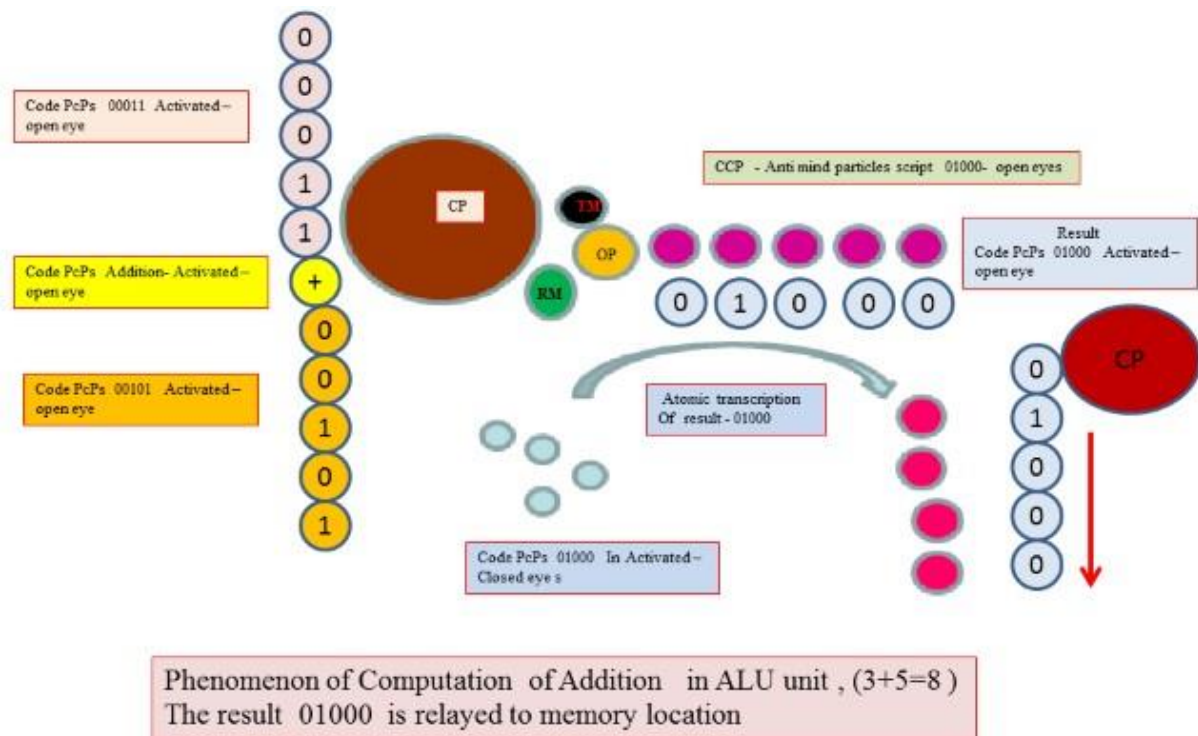 0
0
0
1
1
+
0
0
1
0
1
Code PcPs 00011 Activated –
open eye
Code PcPs Addition- Activated –
open eye
Code PcPs 00101 Activated –
open eye
CP
TM
OP
RM
CCP - Anti mind particles script 01000- open eyes
0 1 0 0 0
Result
Code PcPs 01000 Activated –
open eye
Atomic transcription
Of result - 01000
Code PcPs 01000 In Activated –
Closed eye s
CP
0
1
0
0
0
Phenomenon of Computation of Addition in ALU unit , (3+5=8 )
The result 01000 is relayed to memory location